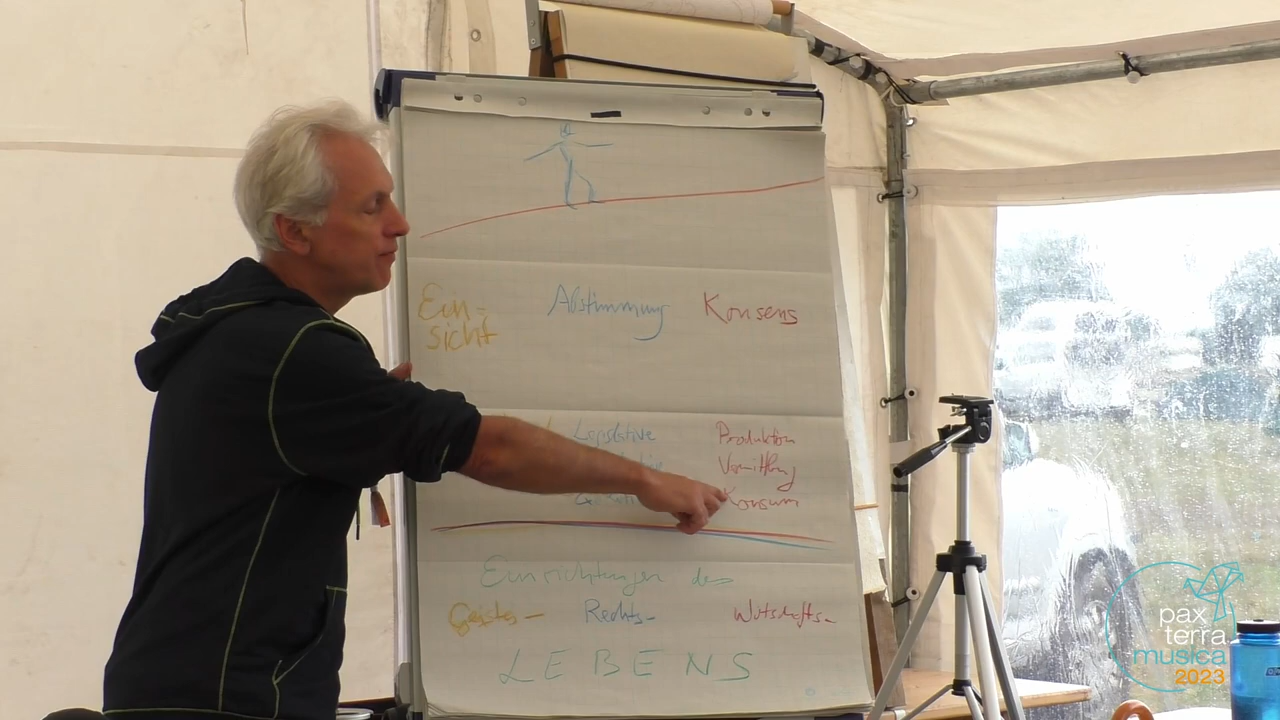 Ein- Abstimmung Konsens
sicht
Legislative Produktion
Vermittlung
Konsum
Einrichtungen des
Geistes- Rechts- Wirtschafts-
LEBENS
pax
terra
musica
2023